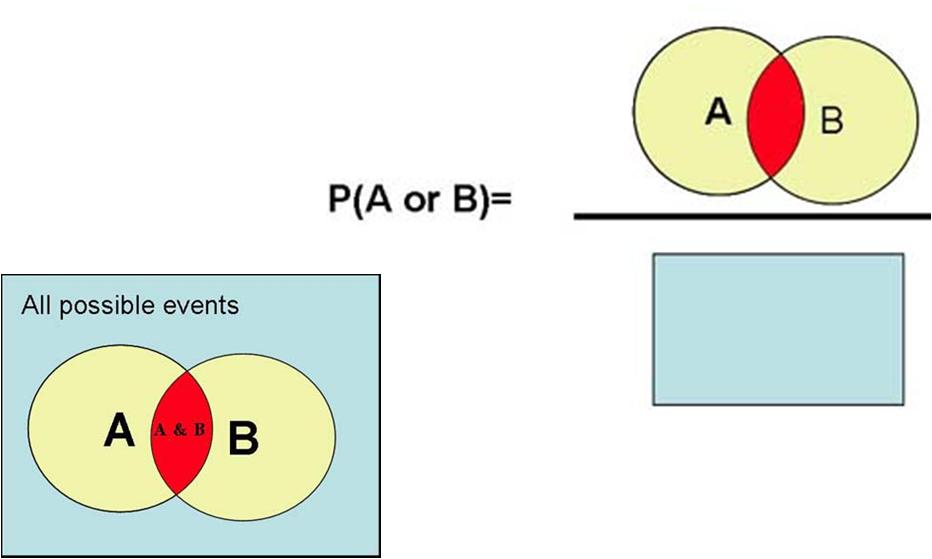 A B
P(A or B)=
All possible events
A A & B B